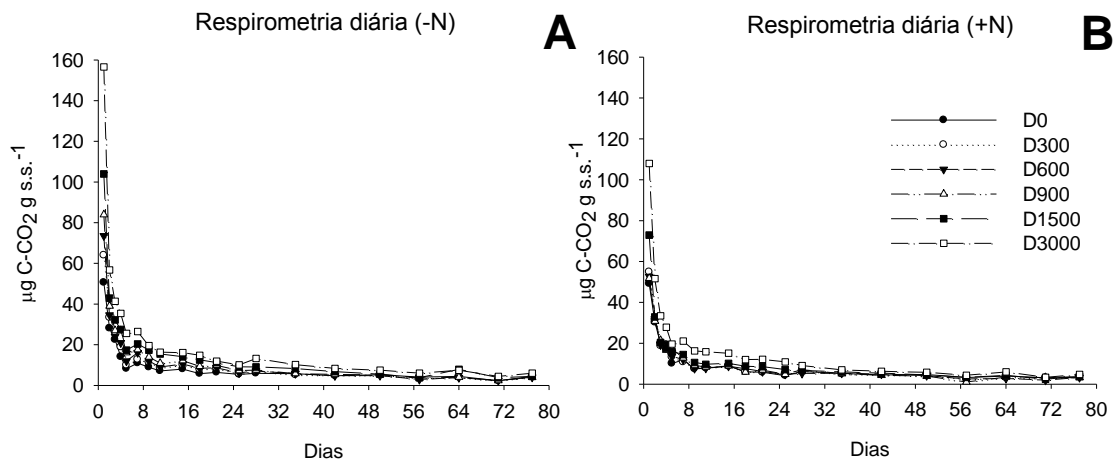 Respirometria diária (-N)
A
160
140
120
100
80
60
40
20
0
µg C-CO2 g s.s.-1
0 8 16 24 32 40 48 56 64 72 80
Dias
Respirometria diária (+N)
B
160
140
120
100
80
60
40
20
0
µg C-CO2 g s.s.-1
0 8 16 24 32 40 48 56 64 72 80
Dias
D0
D300
D600
D900
D1500
D3000